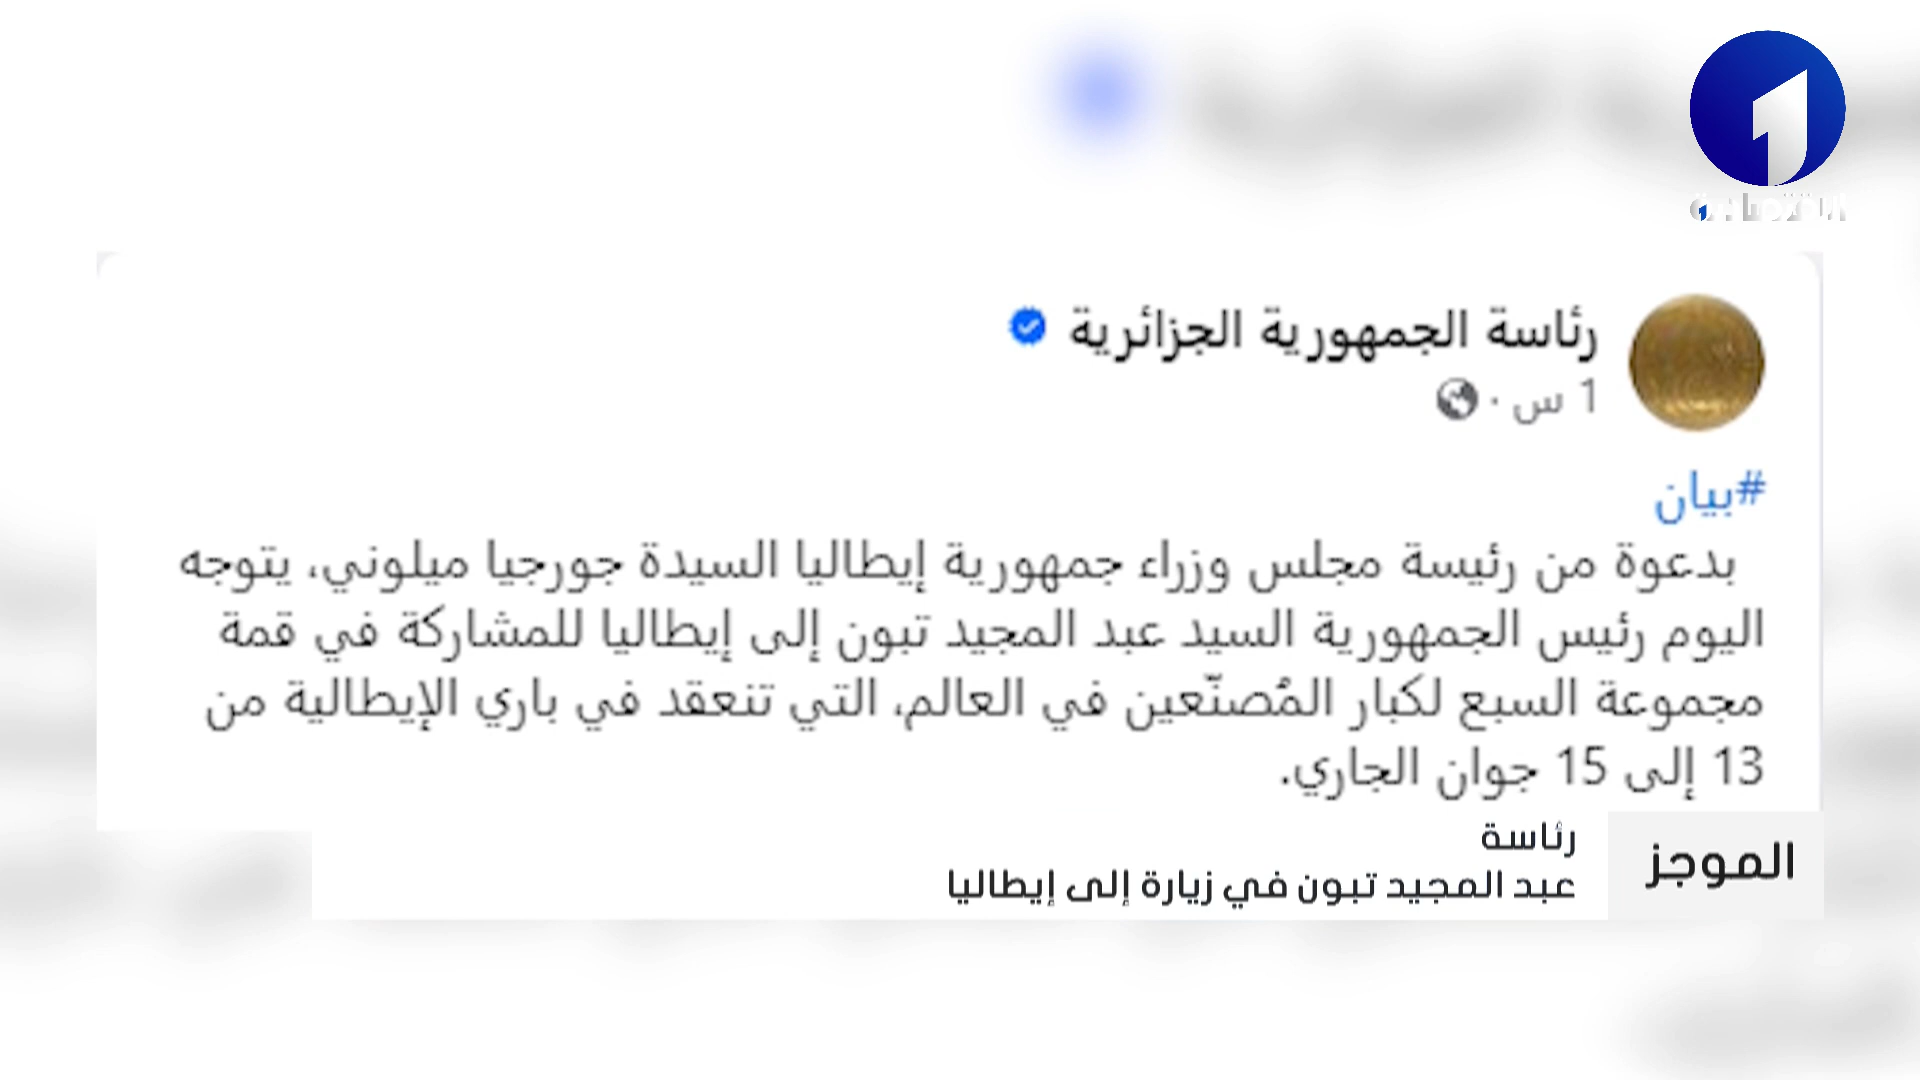 رئاسة الجمهورية الجزائرية
1 س ·
#بيان
بدعوة من رئيسة مجلس وزراء جمهورية إيطاليا السيدة جورجيا ميلوني، يتوجه
اليوم رئيس الجمهورية السيد عبد المجيد تبون إلى إيطاليا للمشاركة في قمة
مجموعة السبع لكبار المُصنّعين في العالم، التي تنعقد في باري الإيطالية من
13 إلى 15 جوان الجاري.
الموجز
رئاسة
عبد المجيد تبون في زيارة إلى إيطاليا